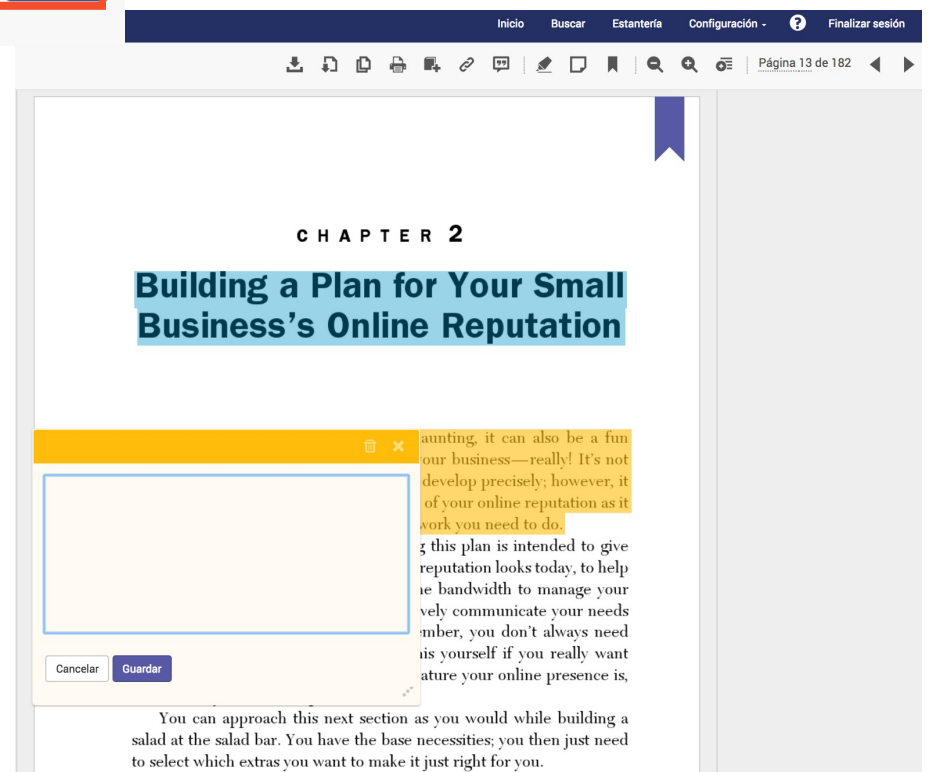 Inicio Buscar Estantería Configuración - ? Finalizar sesión
Página 13 de 182
CHAPTER 2
Building a Plan for Your Small
Business’s Online Reputation
aunting, it can also be a fun
your business—really! It’s not
develop precisely; however, it
of your online reputation as it
work you need to do.
this plan is intended to give
reputation looks today, to help
bandwidth to manage your
vely communicate your needs
ember, you don’t always need
his yourself if you really want
ature your online presence is,
Cancelar Guardar
You can approach this next section as you would while building a
salad at the salad bar. You have the base necessities; you then just need
to select which extras you want to make it just right for you.